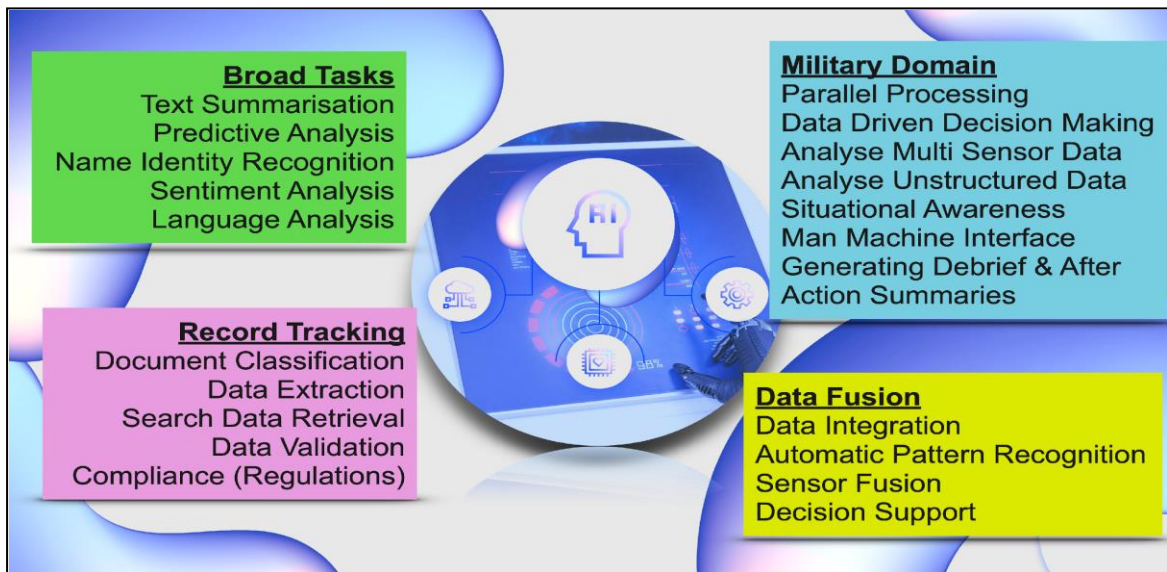 Broad Tasks
Text Summarisation
Predictive Analysis
Name Identity Recognition
Sentiment Analysis
Language Analysis
Record Tracking
Document Classification
Data Extraction
Search Data Retrieval
Data Validation
Compliance (Regulations)
AI
98%
Military Domain
Parallel Processing
Data Driven Decision Making
Analyse Multi Sensor Data
Analyse Unstructured Data
Situational Awareness
Man Machine Interface
Generating Debrief & After
Action Summaries
Data Fusion
Data Integration
Automatic Pattern Recognition
Sensor Fusion
Decision Support